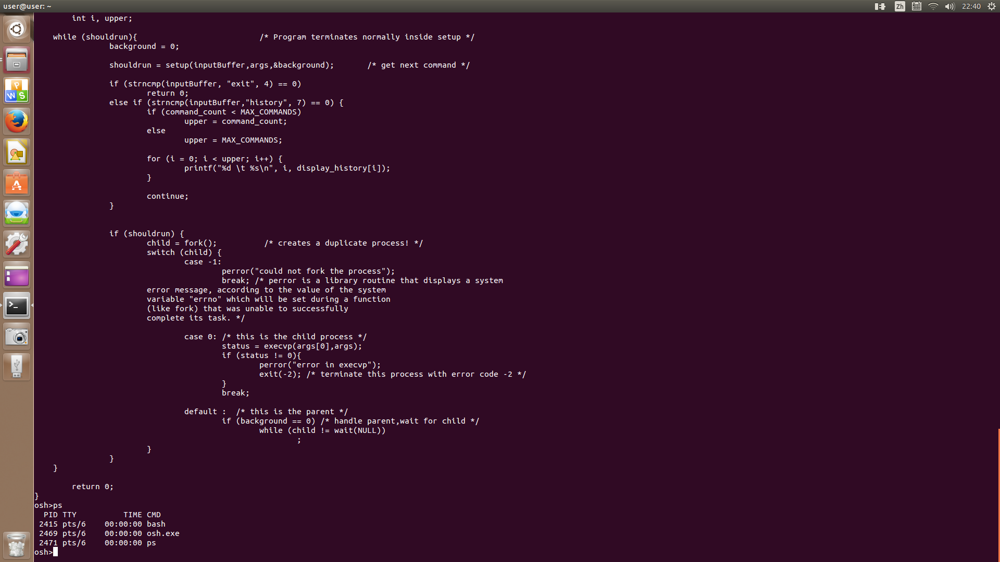 user@user: ~
Zh
22:40
int i, upper;
while (shouldrun){ /* Program terminates normally inside setup */
background = 0;
shouldrun = setup(inputBuffer,args,&background); /* get next command */
if (strncmp(inputBuffer, "exit", 4) == 0)
return 0;
else if (strncmp(inputBuffer,"history", 7) == 0) {
if (command_count < MAX_COMMANDS)
upper = command_count;
else
upper = MAX_COMMANDS;
for (i = 0; i < upper; i++) {
printf("%d \t %s\n", i, display_history[i]);
}
continue;
}
if (shouldrun) {
child = fork(); /* creates a duplicate process! */
switch (child) {
case -1:
perror("could not fork the process");
break; /* perror is a library routine that displays a system
error message, according to the value of the system
variable "errno" which will be set during a function
(like fork) that was unable to successfully
complete its task. */
case 0: /* this is the child process */
status = execvp(args[0],args);
if (status != 0){
perror("error in execvp");
exit(-2); /* terminate this process with error code -2 */
}
break;
default : /* this is the parent */
if (background == 0) /* handle parent,wait for child */
while (child != wait(NULL))
;
}
}
}
return 0;
}
osh>ps
PID TTY TIME CMD
2415 pts/6 00:00:00 bash
2469 pts/6 00:00:00 osh.exe
2471 pts/6 00:00:00 ps
osh>
P
W S
A
>_